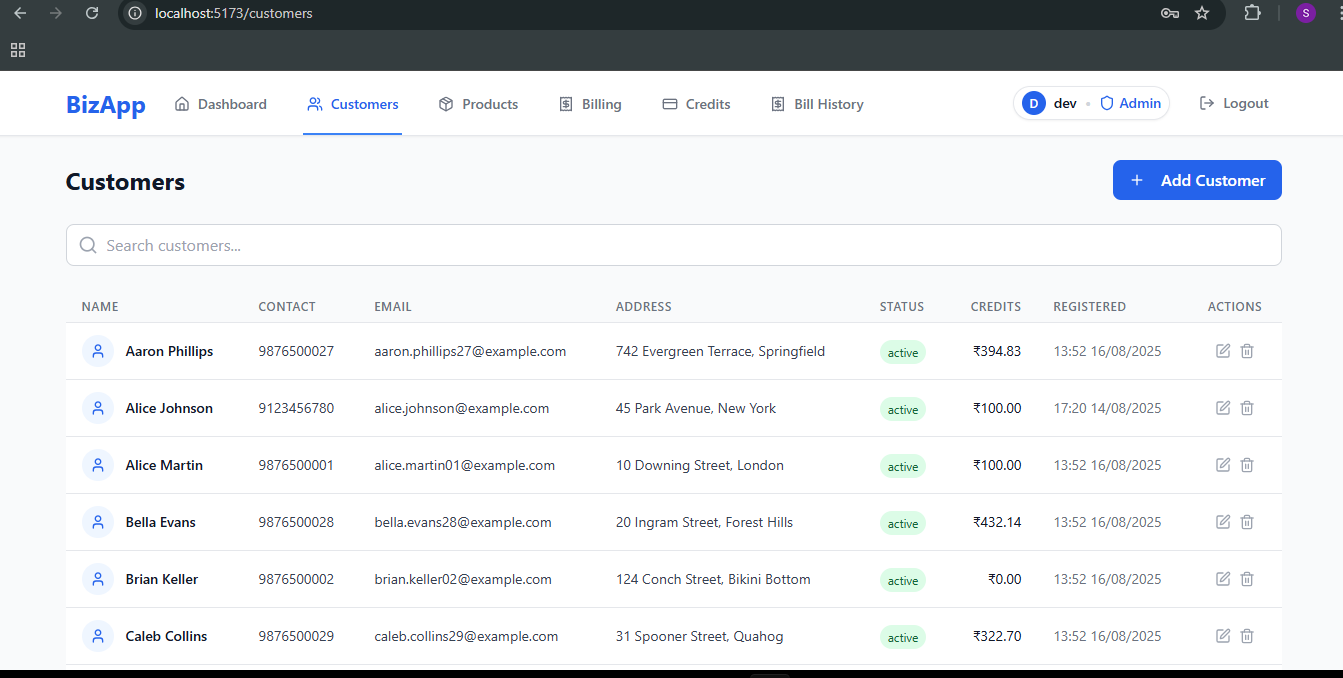 localhost:5173/customers
S
BizApp Dashboard Customers Products Billing Credits Bill History D dev • Admin Logout
Customers
+ Add Customer
Search customers...
NAME CONTACT EMAIL ADDRESS STATUS CREDITS REGISTERED ACTIONS
Aaron Phillips 9876500027 aaron.phillips27@example.com 742 Evergreen Terrace, Springfield active ₹394.83 13:52 16/08/2025
Alice Johnson 9123456780 alice.johnson@example.com 45 Park Avenue, New York active ₹100.00 17:20 14/08/2025
Alice Martin 9876500001 alice.martin01@example.com 10 Downing Street, London active ₹100.00 13:52 16/08/2025
Bella Evans 9876500028 bella.evans28@example.com 20 Ingram Street, Forest Hills active ₹432.14 13:52 16/08/2025
Brian Keller 9876500002 brian.keller02@example.com 124 Conch Street, Bikini Bottom active ₹0.00 13:52 16/08/2025
Caleb Collins 9876500029 caleb.collins29@example.com 31 Spooner Street, Quahog active ₹322.70 13:52 16/08/2025